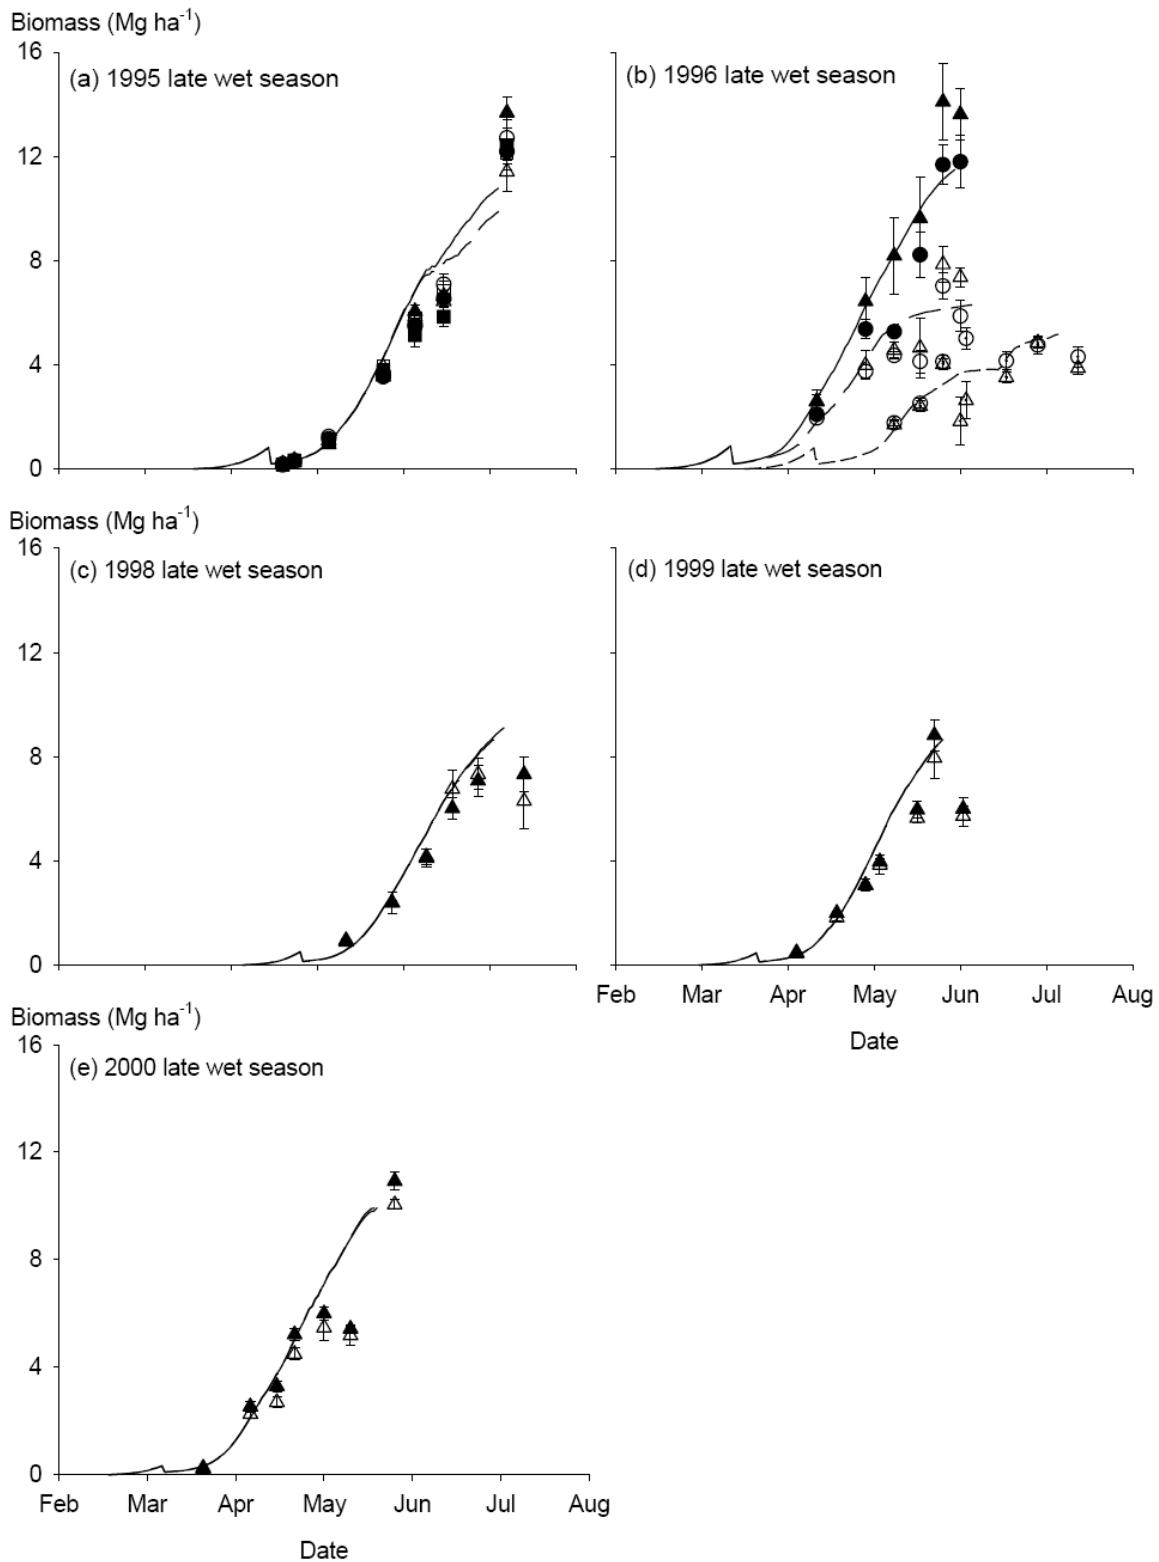 Biomass (Mg ha⁻¹)
16
12
8
4
0
(a) 1995 late wet season
(b) 1996 late wet season
Biomass (Mg ha⁻¹)
16
12
8
4
0
(c) 1998 late wet season
(d) 1999 late wet season
Feb Mar Apr May Jun Jul Aug
Date
Biomass (Mg ha⁻¹)
16
12
8
4
0
(e) 2000 late wet season
Feb Mar Apr May Jun Jul Aug
Date